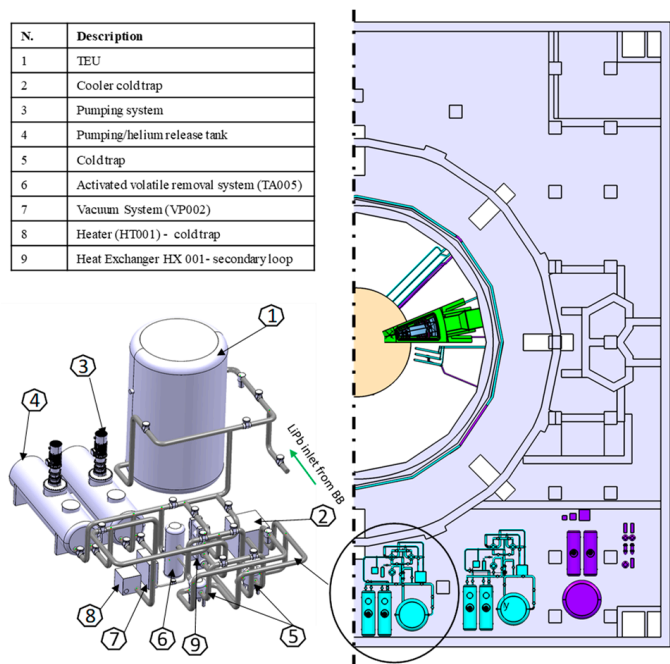 N. Description
1 TEU
2 Cooler cold trap
3 Pumping system
4 Pumping/helium release tank
5 Cold trap
6 Activated volatile removal system (TA005)
7 Vacuum System (VP002)
8 Heater (HT001) - cold trap
9 Heat Exchanger HX 001- secondary loop
1
3
4
LiPb inlet from BB
2
8
7
6
9
5
y